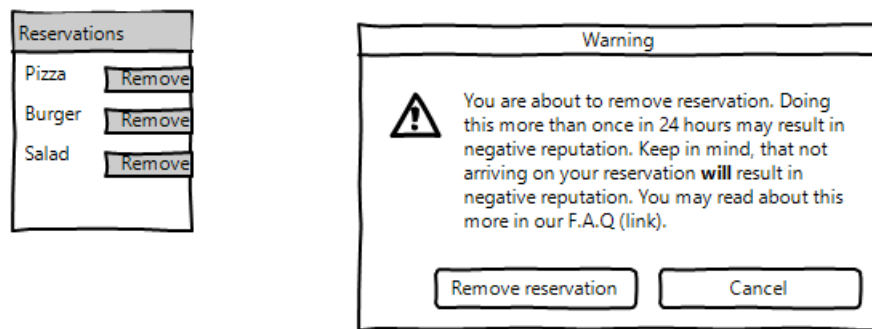 Reservations
Pizza Remove
Burger Remove
Salad Remove
Warning
You are about to remove reservation. Doing
this more than once in 24 hours may result in
negative reputation. Keep in mind, that not
arriving on your reservation will result in
negative reputation. You may read about this
more in our F.A.Q (link).
Remove reservation Cancel